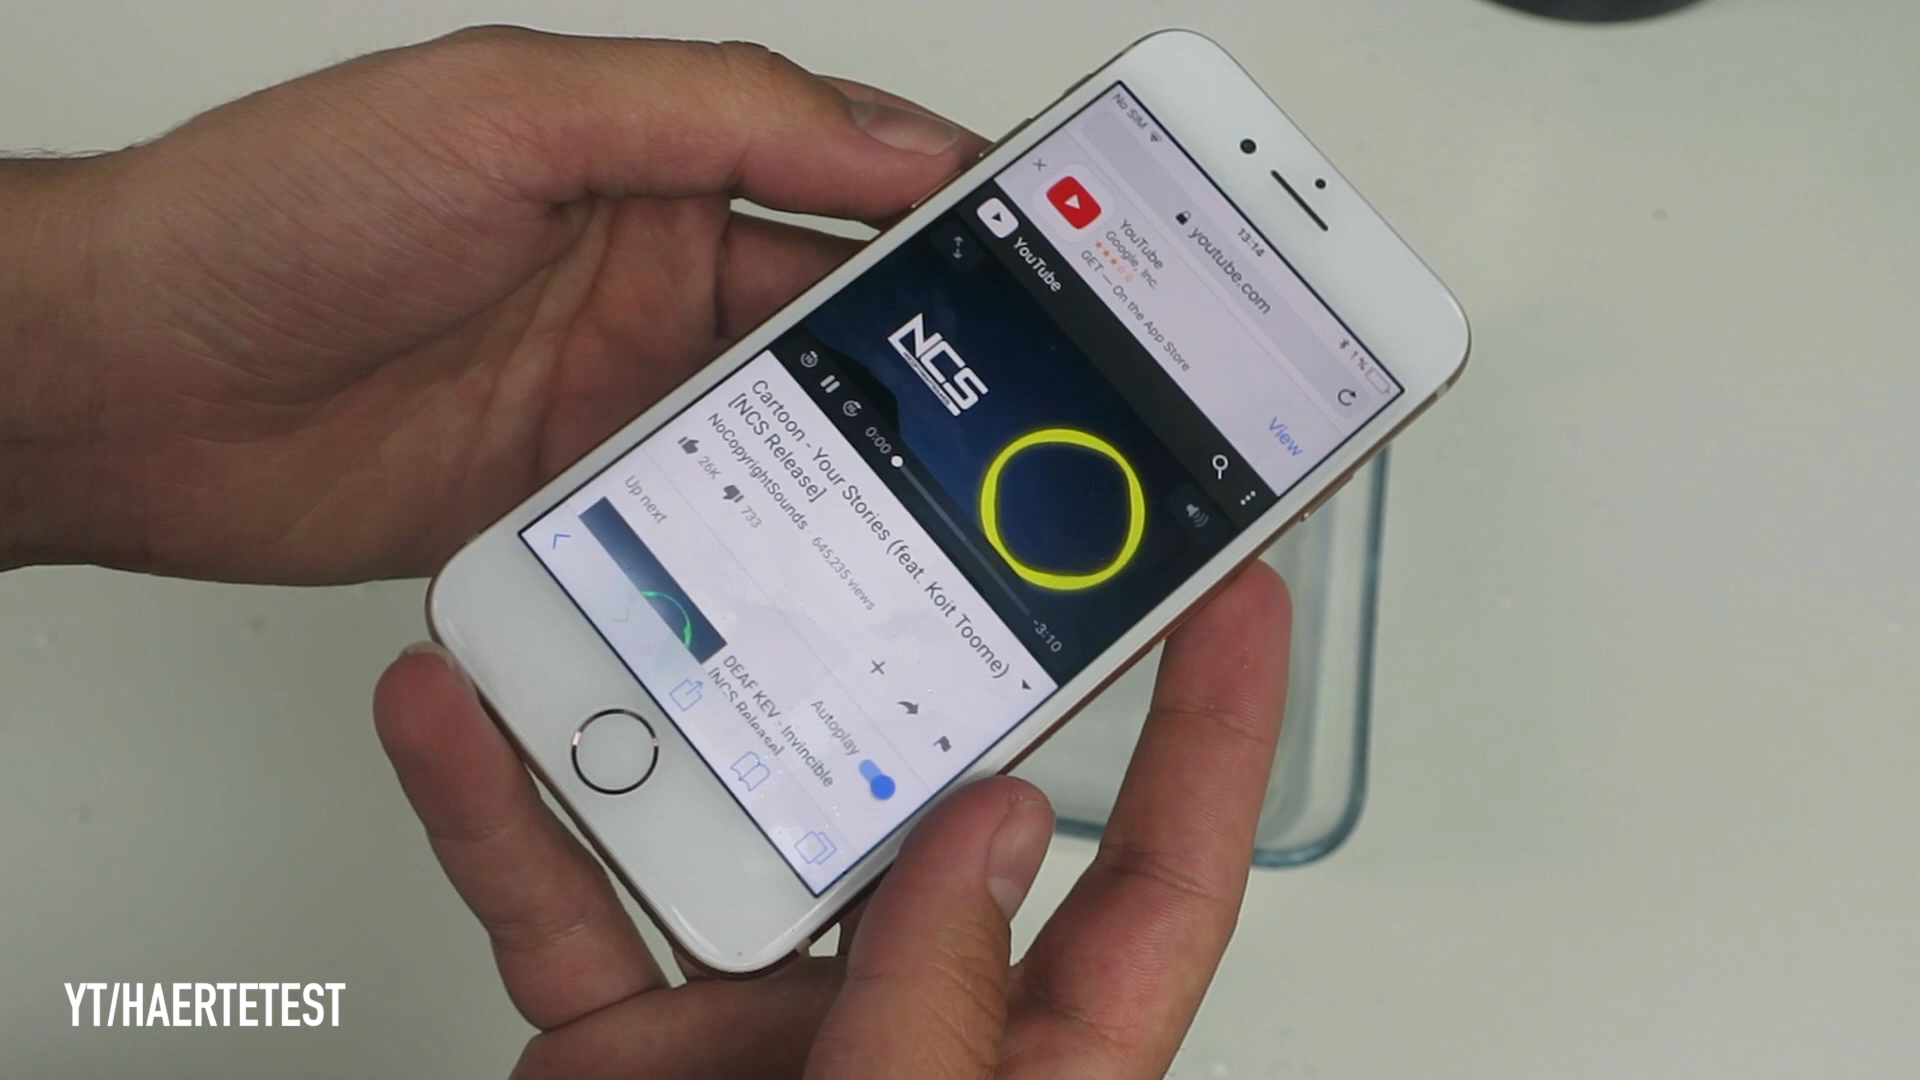 No SIM 13:14 1 %
youtube.com
YouTube
Google, Inc.
GET — On the App Store
View
YouTube
NCS
0:00 -3:10
Cartoon - Your Stories (feat. Koit Toome)
[NCS Release]
NoCopyrightSounds 645,235 views
26K 733
Up next Autoplay
DEAF KEV - Invincible
[NCS Release]
YT/HAERTETEST